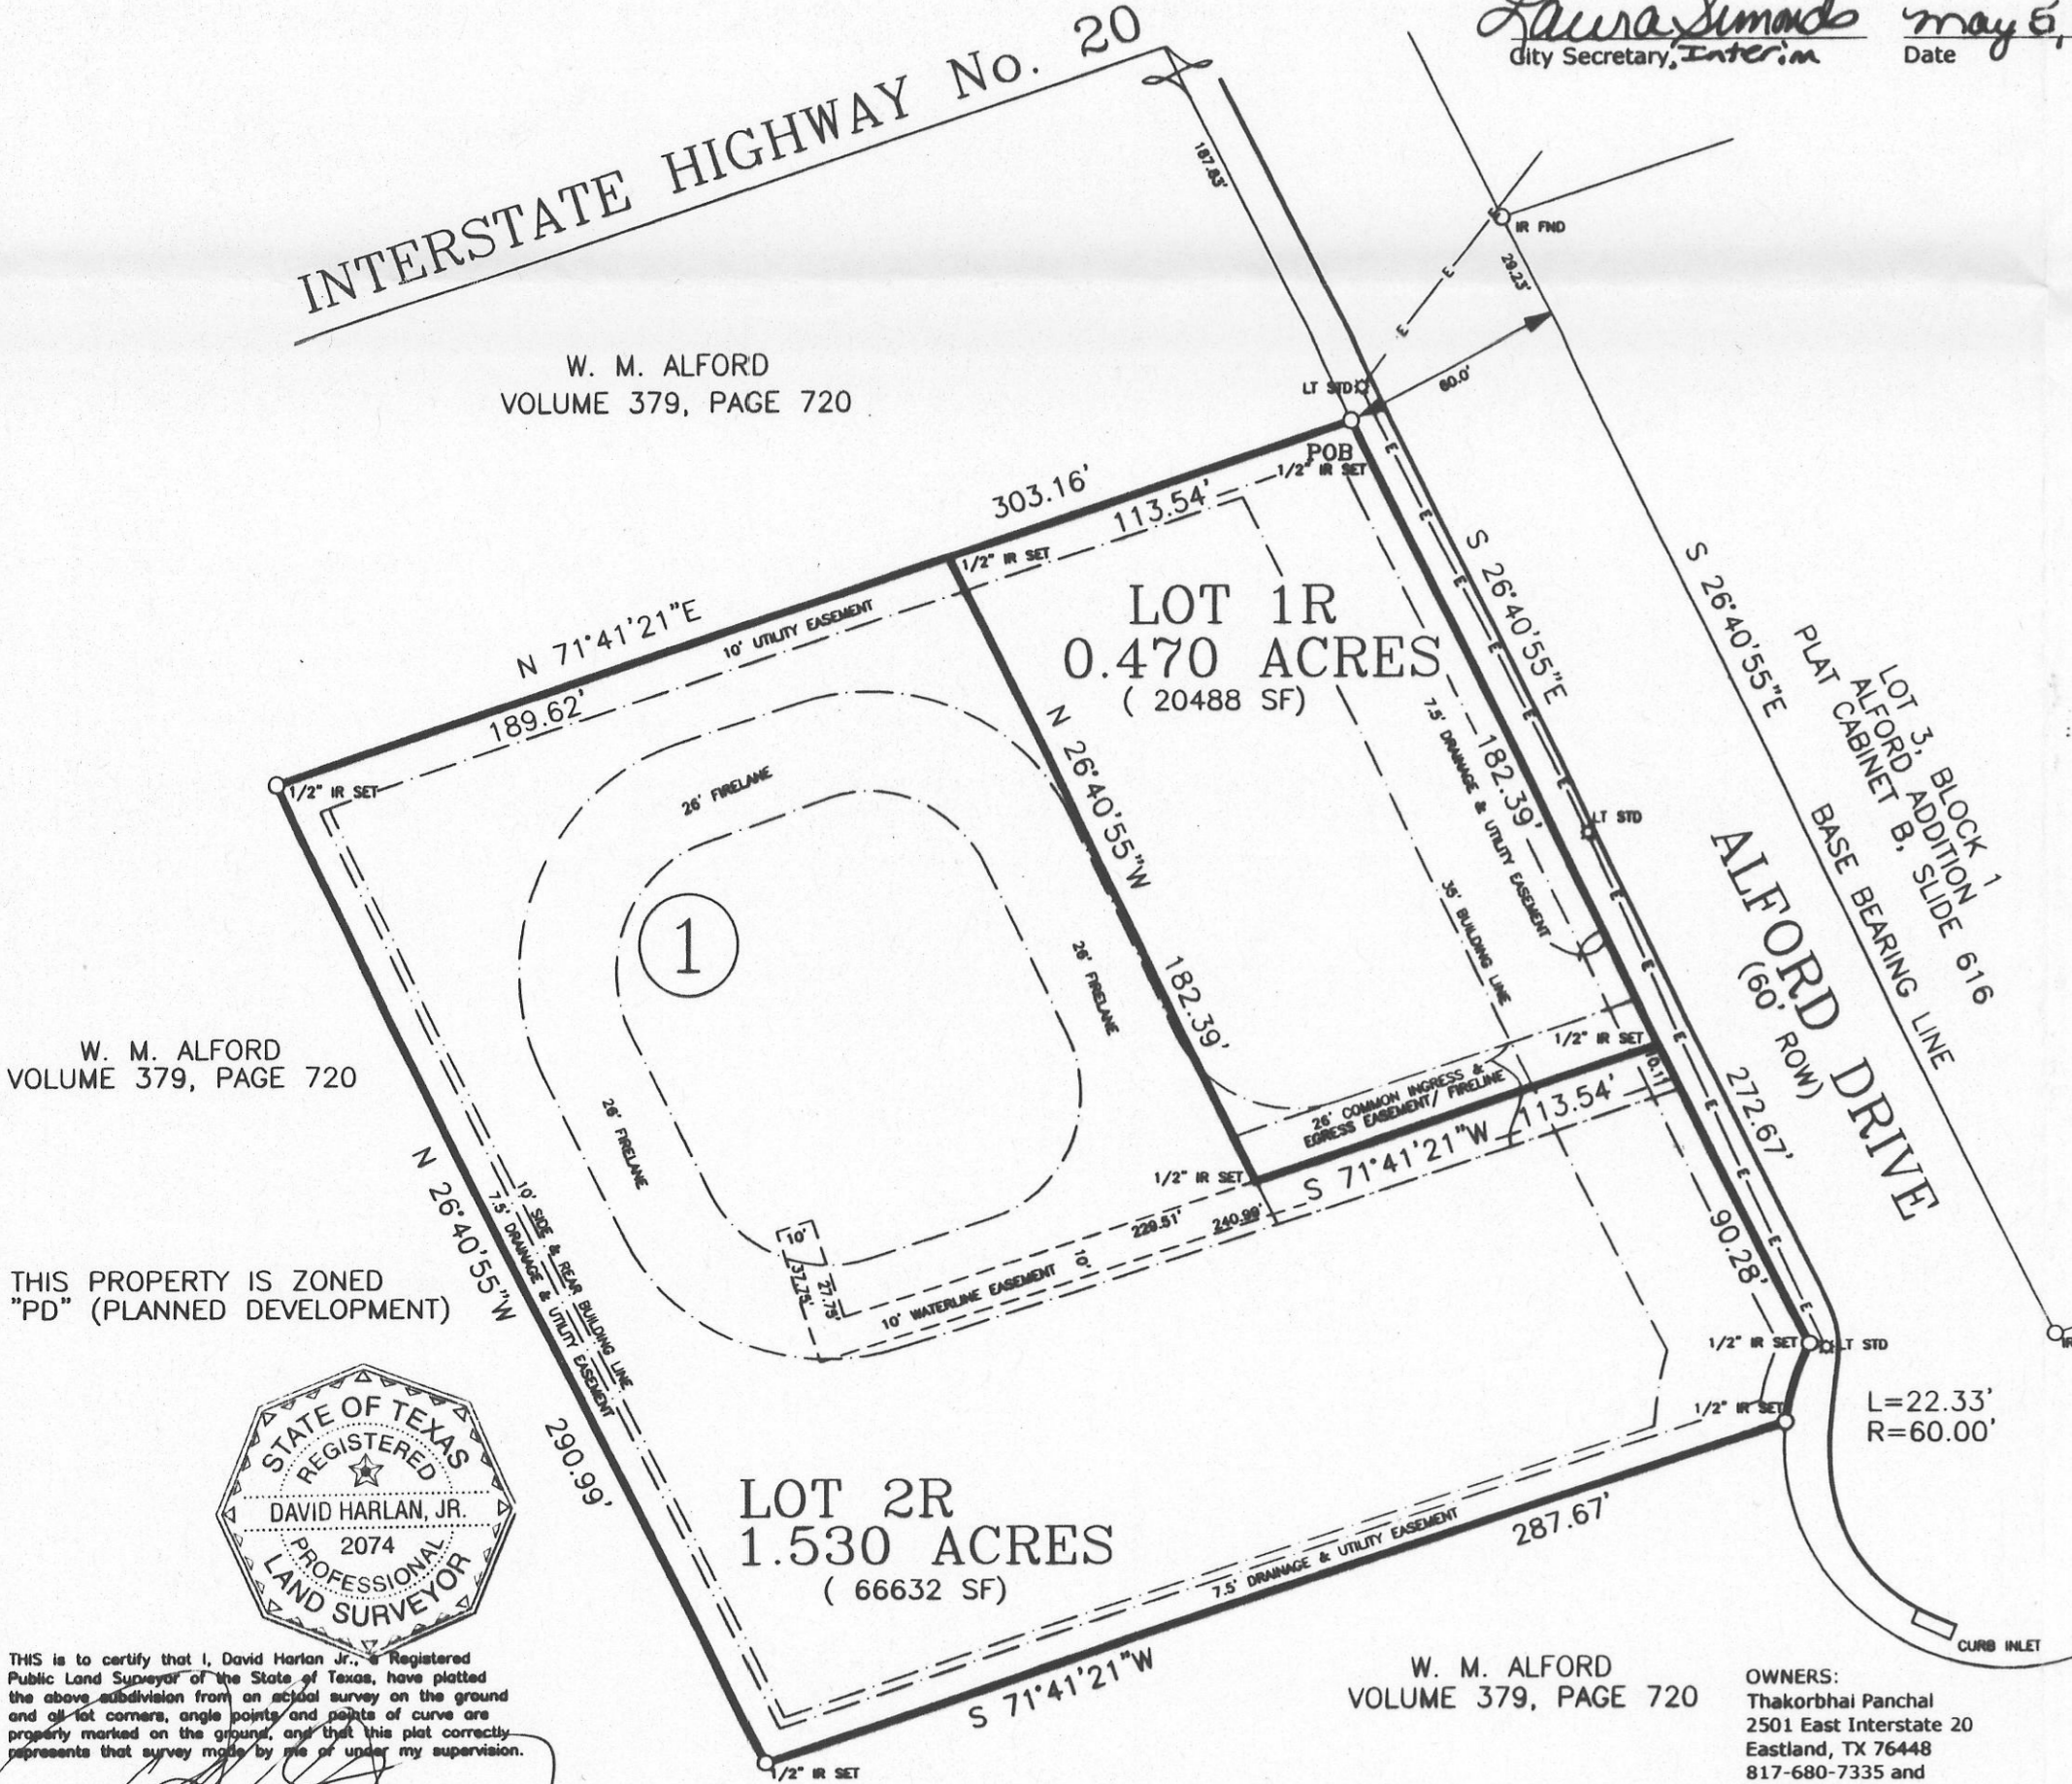 Laura Simonds May 5,
City Secretary, Interim Date
INTERSTATE HIGHWAY No. 20
187.83'
IR FND
29.23'
60.0'
W. M. ALFORD
VOLUME 379, PAGE 720
LT STD
POB
1/2" IR SET
303.16'
113.54'
1/2" IR SET
LOT 1R
0.470 ACRES
( 20488 SF)
N 71°41'21"E
10' UTILITY EASEMENT
189.62'
1/2" IR SET
S 26°40'55"E
S 26°40'55"E
LOT 3, BLOCK 1
ALFORD ADDITION
PLAT CABINET B, SLIDE 616
BASE BEARING LINE
E E E E E E E E E E E E E E E
N 26°40'55"W
182.39'
26' FIRELANE
26' FIRELANE
26' FIRELANE
1
7.5' DRAINAGE & UTILITY EASEMENT
182.39'
35' BUILDING LINE
LT STD
ALFORD DRIVE
(60' ROW)
272.67'
W. M. ALFORD
VOLUME 379, PAGE 720
1/2" IR SET
26' COMMON INGRESS &
EGRESS EASEMENT/ FIRELINE
10.11'
1/2" IR SET
S 71°41'21"W
113.54'
229.51'
240.99'
10'
10'
37.75'
27.75'
10' WATERLINE EASEMENT
90.28'
N 26°40'55"W
10' SIDE & REAR BUILDING LINE
7.5' DRAINAGE & UTILITY EASEMENT
290.99'
THIS PROPERTY IS ZONED
"PD" (PLANNED DEVELOPMENT)
1/2" IR SET
LT STD
IR
1/2" IR SET
L=22.33'
R=60.00'
STATE OF TEXAS
REGISTERED
DAVID HARLAN, JR.
2074
PROFESSIONAL
LAND SURVEYOR
LOT 2R
1.530 ACRES
( 66632 SF)
7.5' DRAINAGE & UTILITY EASEMENT
287.67'
S 71°41'21"W
1/2" IR SET
CURB INLET
THIS is to certify that I, David Harlan Jr., a Registered
Public Land Surveyor of the State of Texas, have platted
the above subdivision from an actual survey on the ground
and all lot corners, angle points and points of curve are
properly marked on the ground, and that this plat correctly
represents that survey made by me or under my supervision.
W. M. ALFORD
VOLUME 379, PAGE 720
OWNERS:
Thakorbhai Panchal
2501 East Interstate 20
Eastland, TX 76448
817-680-7335 and